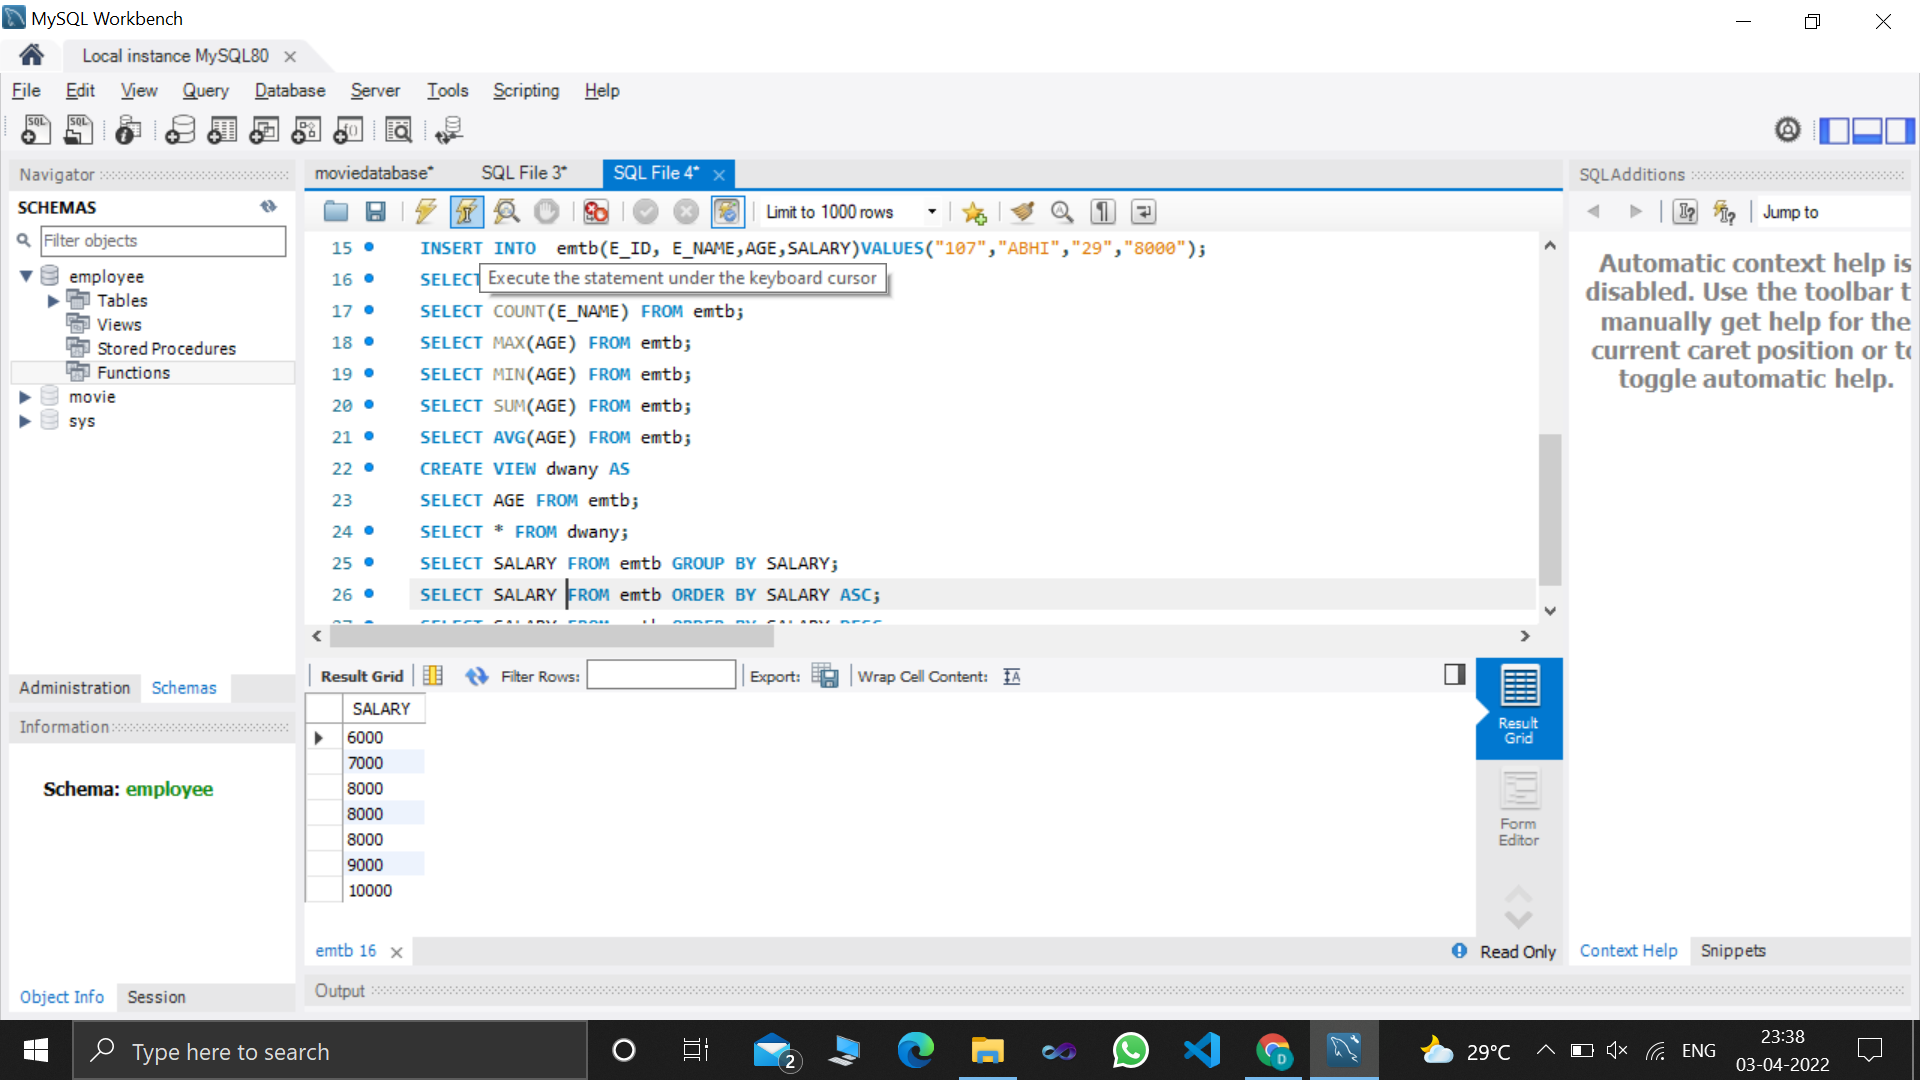 MySQL Workbench
Local instance MySQL80
File Edit View Query Database Server Tools Scripting Help
Navigator
SCHEMAS
Filter objects
employee
Tables
Views
Stored Procedures
Functions
movie
sys
Administration Schemas
Information
Schema: employee
Object Info Session
moviedatabase* SQL File 3* SQL File 4*
Limit to 1000 rows
15 INSERT INTO emtb(E_ID, E_NAME,AGE,SALARY)VALUES("107","ABHI","29","8000");
16 SELECT
Execute the statement under the keyboard cursor
17 SELECT COUNT(E_NAME) FROM emtb;
18 SELECT MAX(AGE) FROM emtb;
19 SELECT MIN(AGE) FROM emtb;
20 SELECT SUM(AGE) FROM emtb;
21 SELECT AVG(AGE) FROM emtb;
22 CREATE VIEW dwany AS
23 SELECT AGE FROM emtb;
24 SELECT * FROM dwany;
25 SELECT SALARY FROM emtb GROUP BY SALARY;
26 SELECT SALARY FROM emtb ORDER BY SALARY ASC;
27 SELECT SALARY FROM emtb ORDER BY SALARY DESC
Result Grid Filter Rows: Export: Wrap Cell Content:
SALARY
6000
7000
8000
8000
8000
9000
10000
Result
Grid
Form
Editor
emtb 16
Read Only
Output
SQLAdditions
Jump to
Automatic context help is
disabled. Use the toolbar t
manually get help for the
current caret position or to
toggle automatic help.
Context Help Snippets
Type here to search
2
D
29°C
ENG
23:38
03-04-2022